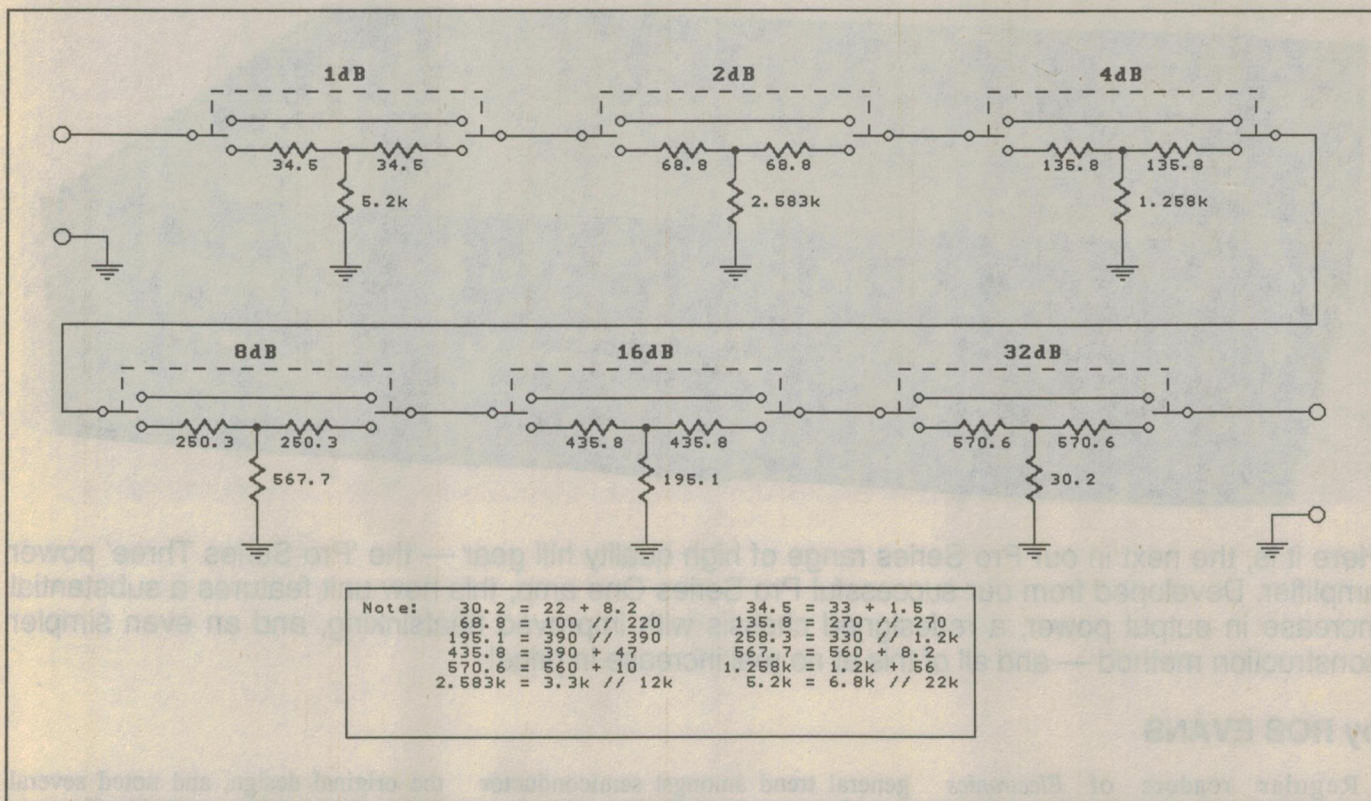 1dB 2dB 4dB
34.5 34.5 68.8 68.8 135.8 135.8
5.2k 2.583k 1.258k
8dB 16dB 32dB
250.3 250.3 435.8 435.8 570.6 570.6
567.7 195.1 30.2
Here it is, the next in our Pro Series range of high quality hifi gear — the 'Pro Series Three' power
amplifier. Developed from our successful Pro Series One amp, this new unit features a substantial
increase in output power, a and an even simpler
construction method — and all
Note: 30.2 = 22 + 8.2 34.5 = 33 + 1.5
68.8 = 100 // 220 135.8 = 270 // 270
195.1 = 390 // 390 258.3 = 330 // 1.2k
435.8 = 390 + 47 567.7 = 560 + 8.2
570.6 = 560 + 10 1.258k = 1.2k + 56
2.583k = 3.3k // 12k 5.2k = 6.8k // 22k
by EVANS
Regular readers of Electronics general trend amongst semiconductor the original design, and noted several